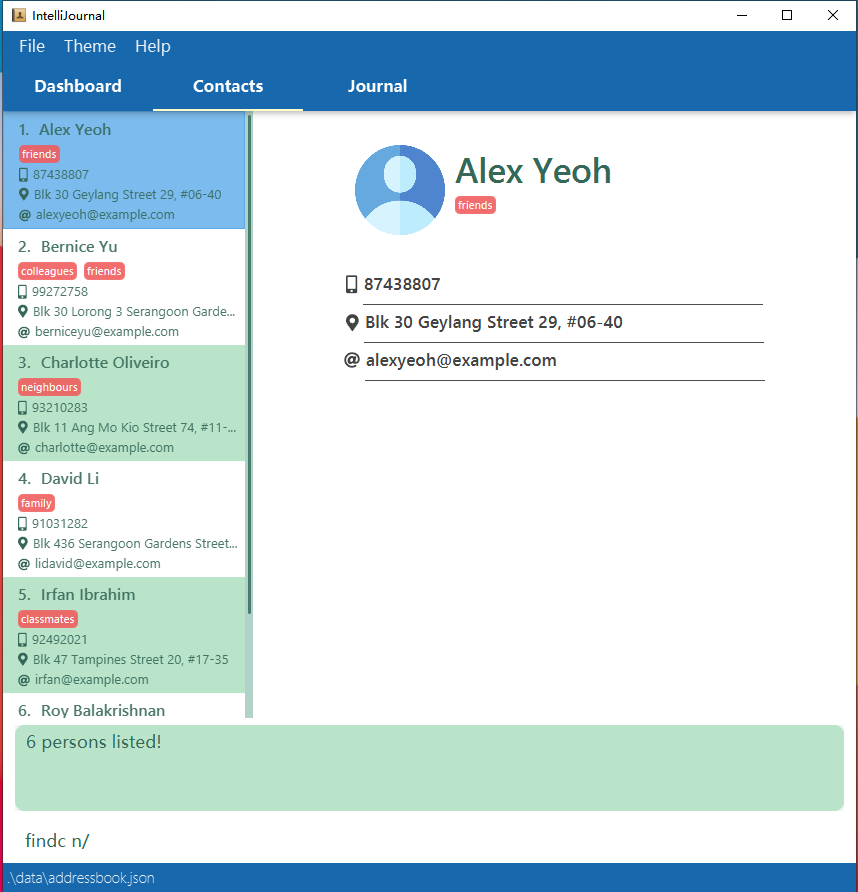 IntelliJournal
File Theme Help
Dashboard Contacts Journal
1. Alex Yeoh
friends
87438807
Blk 30 Geylang Street 29, #06-40
@ alexyeoh@example.com
2. Bernice Yu
colleagues friends
99272758
Blk 30 Lorong 3 Serangoon Garde...
@ berniceyu@example.com
3. Charlotte Oliveiro
neighbours
93210283
Blk 11 Ang Mo Kio Street 74, #11-...
@ charlotte@example.com
4. David Li
family
91031282
Blk 436 Serangoon Gardens Street...
@ lidavid@example.com
5. Irfan Ibrahim
classmates
92492021
Blk 47 Tampines Street 20, #17-35
@ irfan@example.com
6. Roy Balakrishnan
Alex Yeoh
friends
87438807
Blk 30 Geylang Street 29, #06-40
@ alexyeoh@example.com
6 persons listed!
findc n/
.\data\addressbook.json